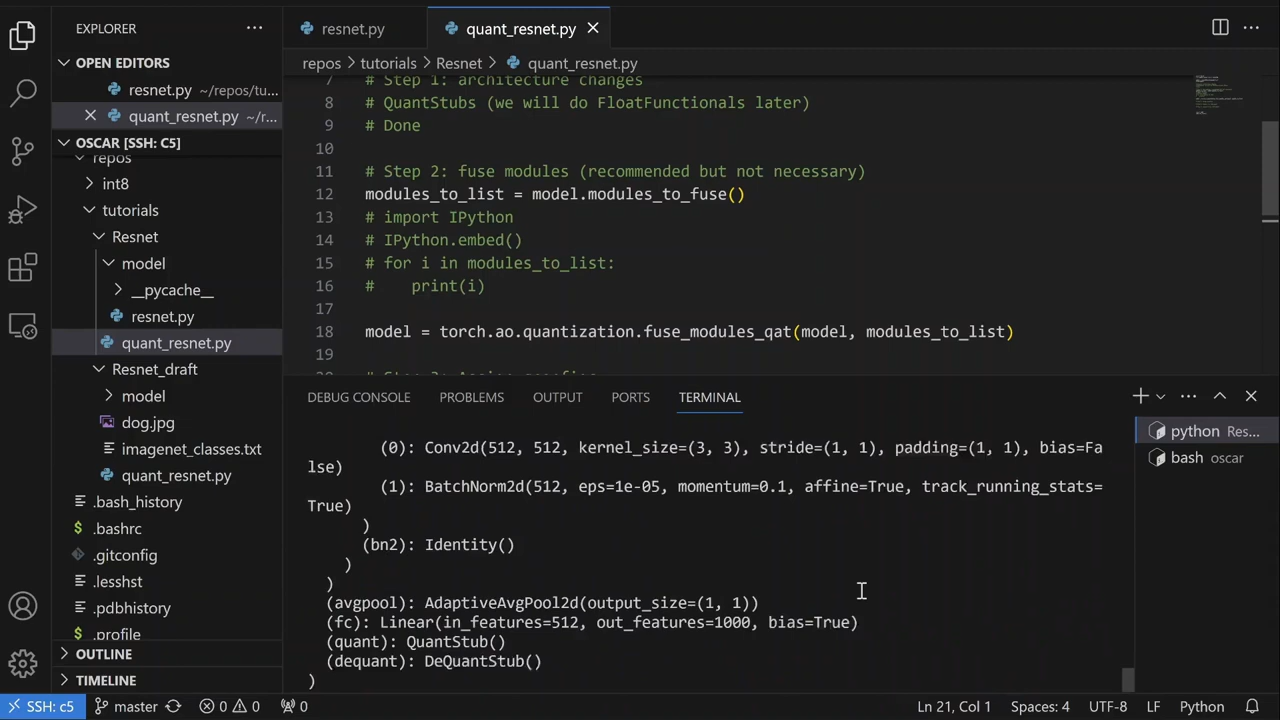 EXPLORER
resnet.py
quant_resnet.py
OPEN EDITORS
resnet.py ~/repos/tu...
quant_resnet.py ~/r...
OSCAR [SSH: C5]
repos
int8
tutorials
Resnet
model
__pycache__
resnet.py
quant_resnet.py
Resnet_draft
model
dog.jpg
imagenet_classes.txt
quant_resnet.py
.bash_history
.bashrc
.gitconfig
.lesshst
.pdbhistory
.profile
OUTLINE
TIMELINE
repos > tutorials > Resnet > quant_resnet.py
7 # Step 1: architecture changes
8 # QuantStubs (we will do FloatFunctionals later)
9 # Done
10
11 # Step 2: fuse modules (recommended but not necessary)
12 modules_to_list = model.modules_to_fuse()
13 # import IPython
14 # IPython.embed()
15 # for i in modules_to_list:
16 #    print(i)
17
18 model = torch.ao.quantization.fuse_modules_qat(model, modules_to_list)
19
DEBUG CONSOLE PROBLEMS OUTPUT PORTS TERMINAL
(0): Conv2d(512, 512, kernel_size=(3, 3), stride=(1, 1), padding=(1, 1), bias=Fa
lse)
(1): BatchNorm2d(512, eps=1e-05, momentum=0.1, affine=True, track_running_stats=
True)
)
(bn2): Identity()
)
)
(avgpool): AdaptiveAvgPool2d(output_size=(1, 1))
(fc): Linear(in_features=512, out_features=1000, bias=True)
(quant): QuantStub()
(dequant): DeQuantStub()
)
python Res...
bash oscar
SSH: c5 master 0 0 0 Ln 21, Col 1 Spaces: 4 UTF-8 LF Python